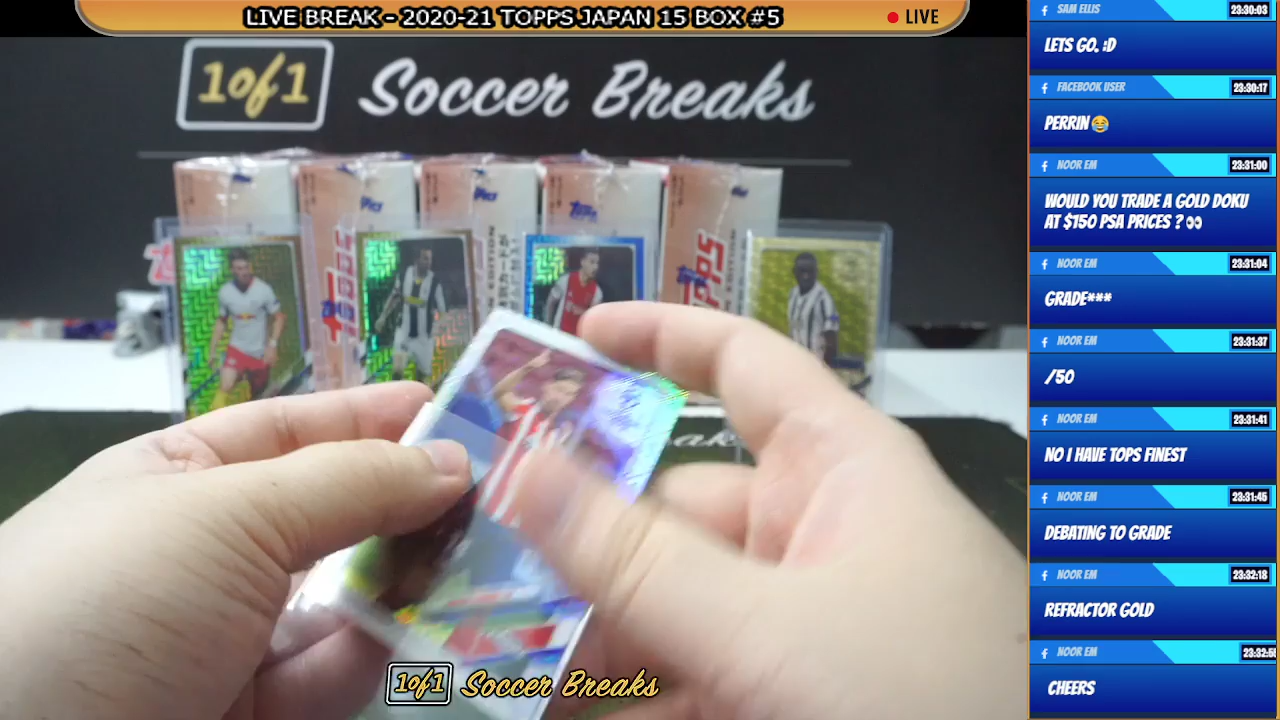 LIVE BREAK - 2020-21 TOPPS JAPAN 15 BOX #5
LIVE
1of1 Soccer Breaks
Topps
TOPPS
1of1 Soccer Breaks
SAM ELLIS 23:30:03
LETS GO. :D
FACEBOOK USER 23:30:17
PERRIN😂
NOOR EM 23:31:00
WOULD YOU TRADE A GOLD DOKU
AT $150 PSA PRICES ?👀
NOOR EM 23:31:04
GRADE***
NOOR EM 23:31:37
/50
NOOR EM 23:31:41
NO I HAVE TOPS FINEST
NOOR EM 23:31:45
DEBATING TO GRADE
NOOR EM 23:32:18
REFRACTOR GOLD
NOOR EM
CHEERS